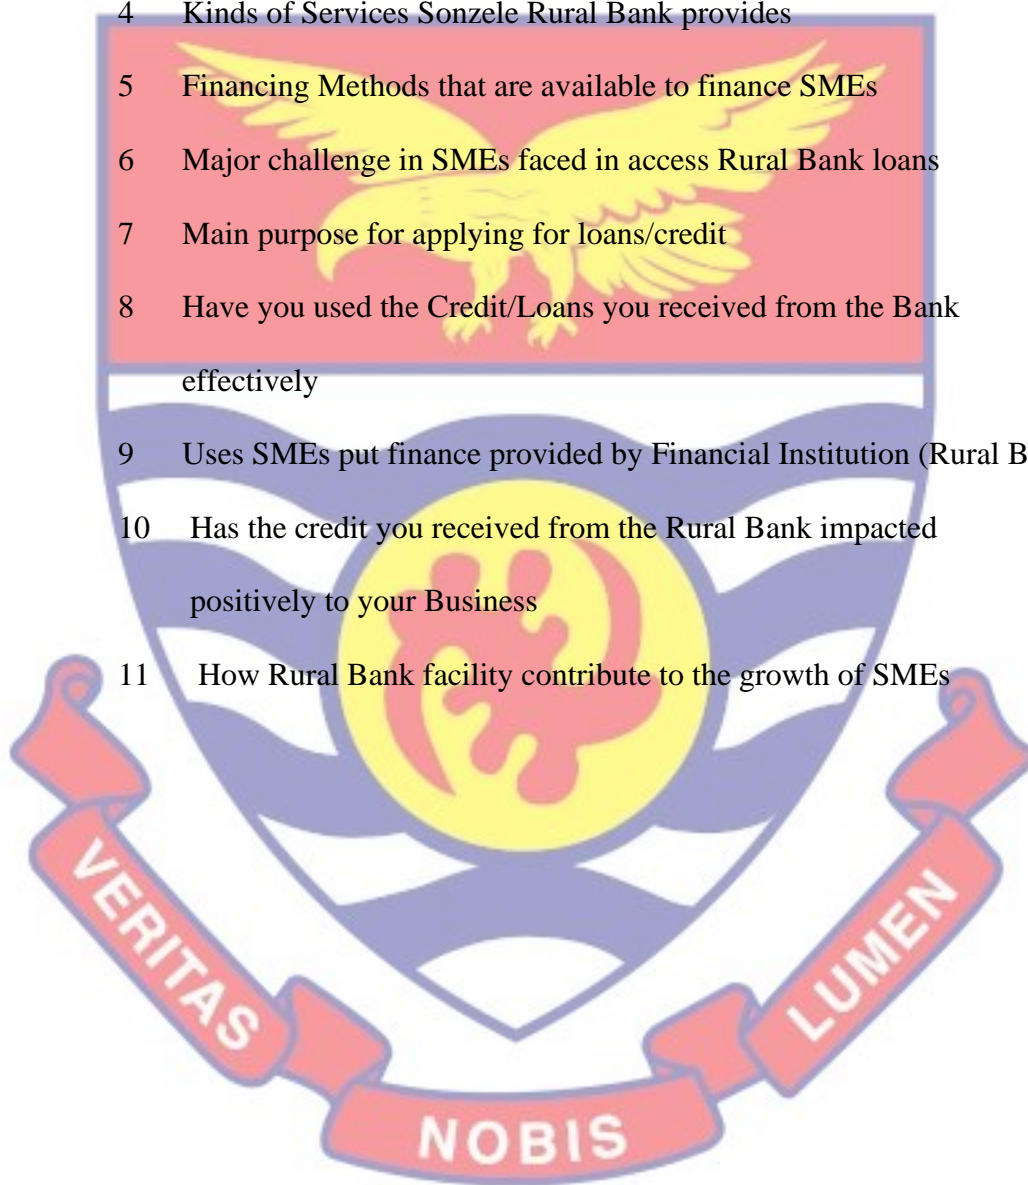 4 Kinds of Services Sonzele Rural Bank provides
5 Financing Methods that are available to finance SMEs
6 Major challenge in SMEs faced in access Rural Bank loans
7 Main purpose for applying for loans/credit
8 Have you used the Credit/Loans you received from the Bank
effectively
9 Uses SMEs put finance provided by Financial Institution (Rural B
10 Has the credit you received from the Rural Bank impacted
positively to your Business
11 How Rural Bank facility contribute to the growth of SMEs
VERITAS
NOBIS
LUMEN